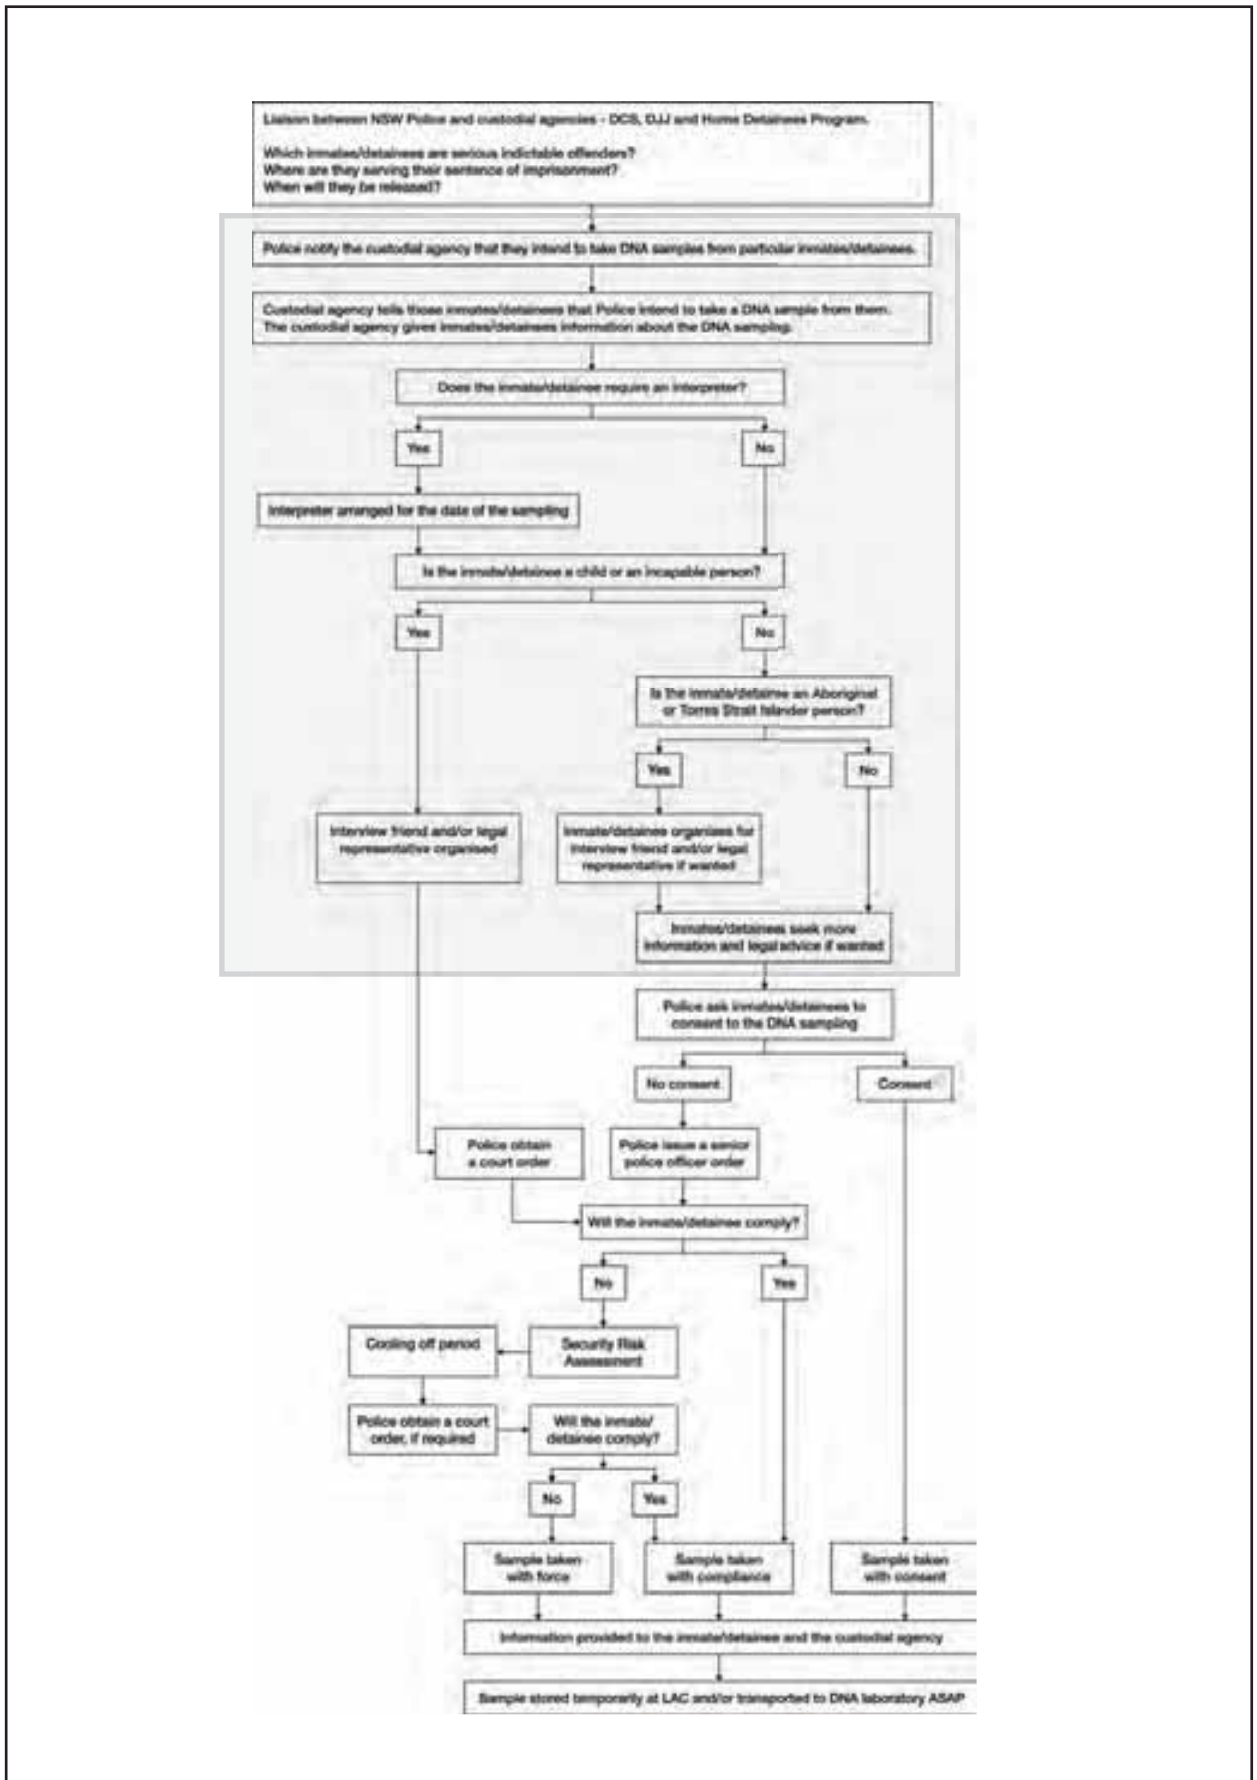 Liaison between NSW Police and custodial agencies - DCS, DJJ and Home Detainees Program.
Which inmates/detainees are serious indictable offenders?
Where are they serving their sentence of imprisonment?
When will they be released?
Police notify the custodial agency that they intend to take DNA samples from particular inmates/detainees.
Custodial agency tells those inmates/detainees that Police intend to take a DNA sample from them.
The custodial agency gives inmates/detainees information about the DNA sampling.
Does the inmate/detainee require an interpreter?
Yes
No
Interpreter arranged for the date of the sampling
Is the inmate/detainee a child or an incapable person?
Yes
No
Is the inmate/detainee an Aboriginal
or Torres Strait Islander person?
Yes
No
Interview friend and/or legal
representative organised
Inmate/detainee organises for
interview friend and/or legal
representative if wanted
Inmates/detainees seek more
information and legal advice if wanted
Police ask inmates/detainees to
consent to the DNA sampling
No consent
Consent
Police obtain
a court order
Police issue a senior
police officer order
Will the inmate/detainee comply?
No
Yes
Cooling off period
Security Risk
Assessment
Police obtain a court
order, if required
Will the inmate/
detainee comply?
No
Yes
Sample taken
with force
Sample taken
with compliance
Sample taken
with consent
Information provided to the inmate/detainee and the custodial agency
Sample stored temporarily at LAC and/or transported to DNA laboratory ASAP